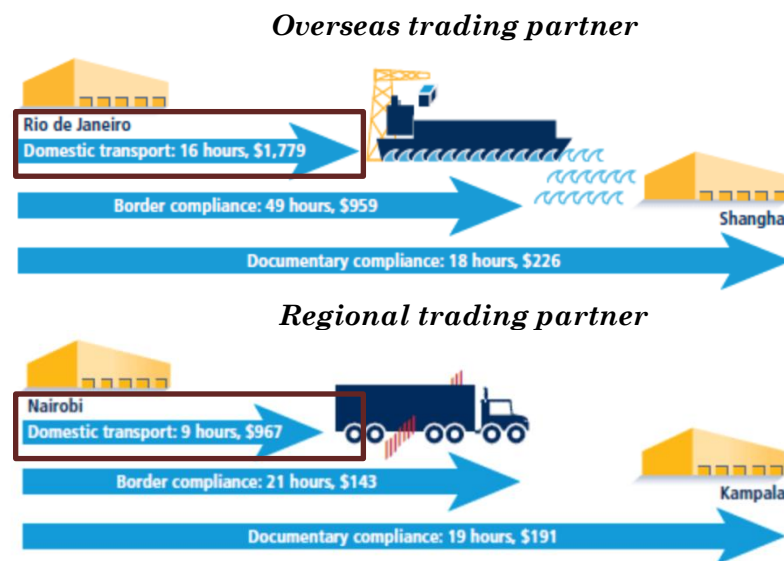 Overseas trading partner
Rio de Janeiro
Domestic transport: 16 hours, $1,779
Border compliance: 49 hours, $959
Shangha
Documentary compliance: 18 hours, $226
Regional trading partner
Nairobi
Domestic transport: 9 hours, $967
Border compliance: 21 hours, $143
Kampala
Documentary compliance: 19 hours, $191